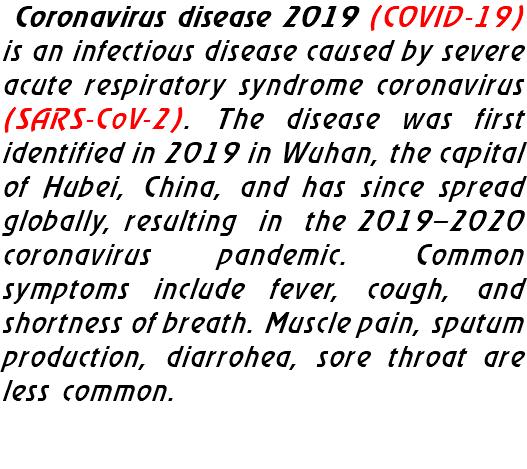 Coronavirus disease 2019 (COVID-19)
is an infectious disease caused by severe
acute respiratory syndrome coronavirus
(SARS-CoV-2). The disease was first
identified in 2019 in Wuhan, the capital
of Hubei, China, and has since spread
globally, resulting in the 2019–2020
coronavirus pandemic. Common
symptoms include fever, cough, and
shortness of breath. Muscle pain, sputum
production, diarrohea, sore throat are
less common.